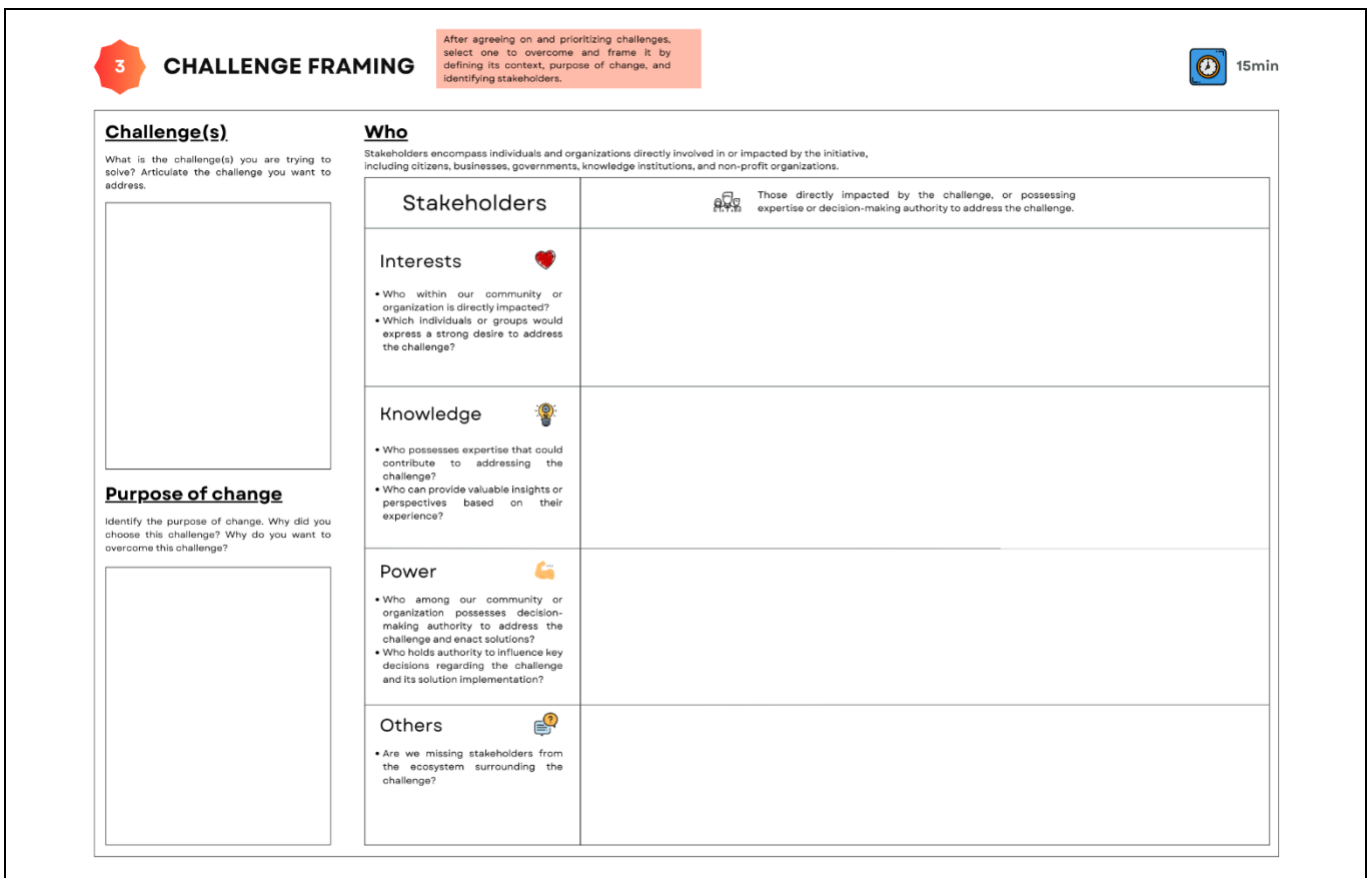 3
CHALLENGE FRAMING
After agreeing on and prioritizing challenges,
select one to overcome and frame it by
defining its context, purpose of change, and
identifying stakeholders.
15min
Challenge(s)
What is the challenge(s) you are trying to
solve? Articulate the challenge you want to
address.
Purpose of change
Identify the purpose of change. Why did you
choose this challenge? Why do you want to
overcome this challenge?
Who
Stakeholders encompass individuals and organizations directly involved in or impacted by the initiative,
including citizens, businesses, governments, knowledge institutions, and non-profit organizations.
Stakeholders
Those directly impacted by the challenge, or possessing
expertise or decision-making authority to address the challenge.
Interests
• Who within our community or
organization is directly impacted?
• Which individuals or groups would
express a strong desire to address
the challenge?
Knowledge
• Who possesses expertise that could
contribute to addressing the
challenge?
• Who can provide valuable insights or
perspectives based on their
experience?
Power
• Who among our community or
organization possesses decision-
making authority to address the
challenge and enact solutions?
• Who holds authority to influence key
decisions regarding the challenge
and its solution implementation?
Others
• Are we missing stakeholders from
the ecosystem surrounding the
challenge?